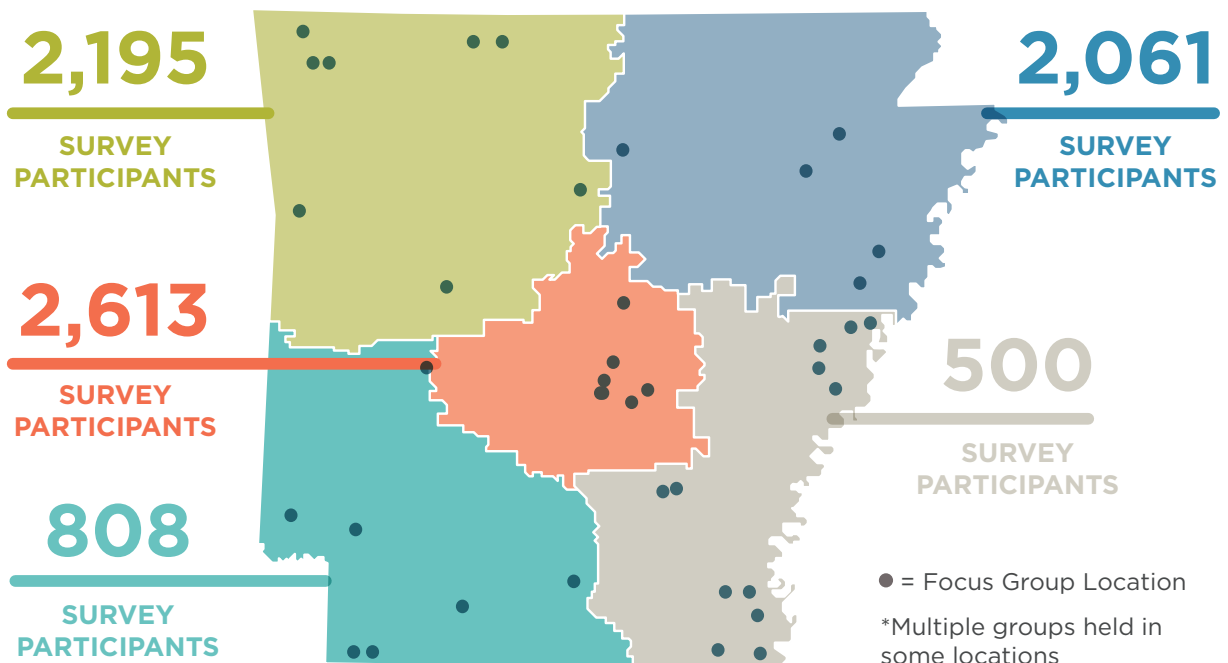 2,195
SURVEY
PARTICIPANTS
2,061
SURVEY
PARTICIPANTS
2,613
SURVEY
PARTICIPANTS
500
SURVEY
PARTICIPANTS
808
SURVEY
PARTICIPANTS
= Focus Group Location
*Multiple groups held in
some locations